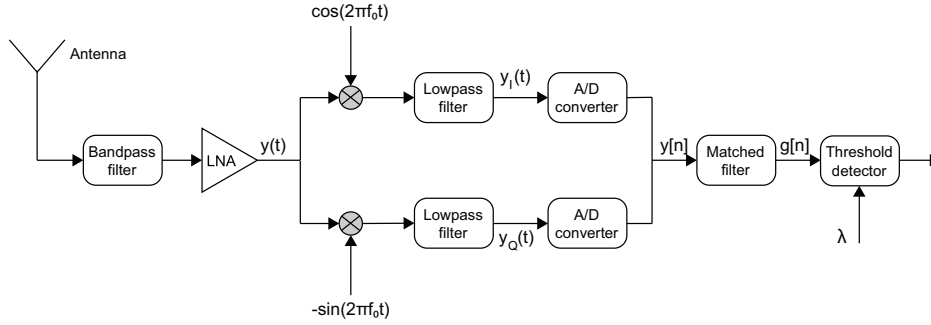 cos(2πf₀t)
Antenna
Lowpass
filter
y_I(t)
A/D
converter
Bandpass
filter
LNA
y(t)
y[n]
Matched
filter
g[n]
Threshold
detector
Lowpass
filter
y_Q(t)
A/D
converter
λ
-sin(2πf₀t)